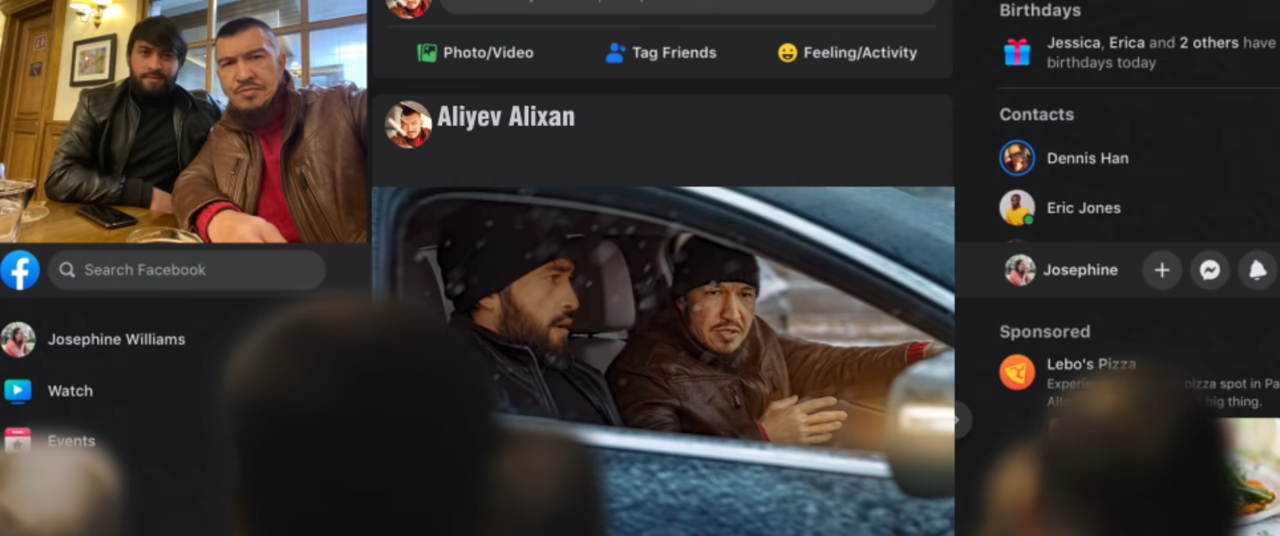 Photo/Video
Tag Friends
Feeling/Activity
Aliyev Alixan
Search Facebook
Josephine Williams
Watch
Events
Birthdays
Jessica, Erica and 2 others have
birthdays today
Contacts
Dennis Han
Eric Jones
Josephine
Sponsored
Lebo's Pizza
pizza spot in Pa
big thing.